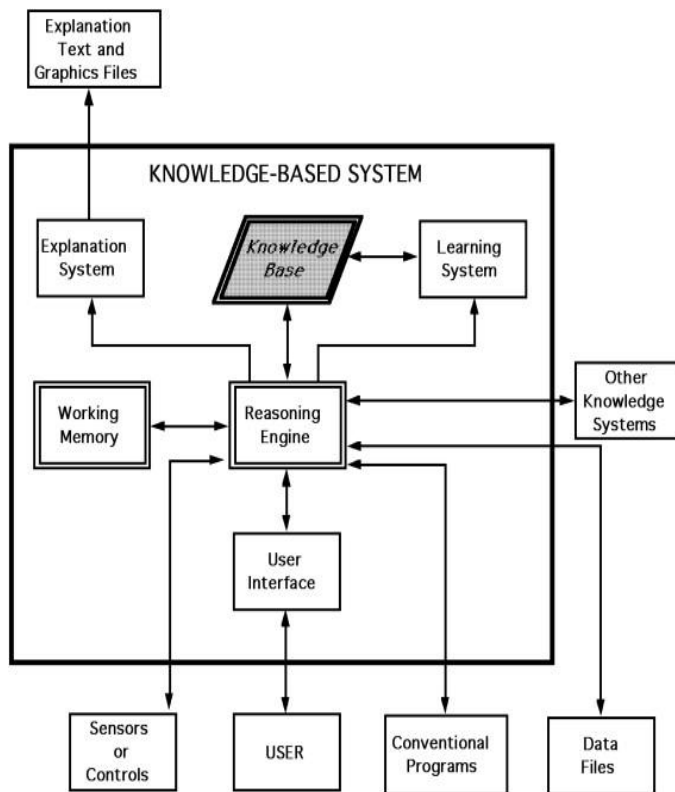 Explanation
Text and
Graphics Files
KNOWLEDGE-BASED SYSTEM
Explanation
System
Knowledge
Base
Learning
System
Working
Memory
Reasoning
Engine
Other
Knowledge
Systems
User
Interface
Sensors
or
Controls
USER
Conventional
Programs
Data
Files